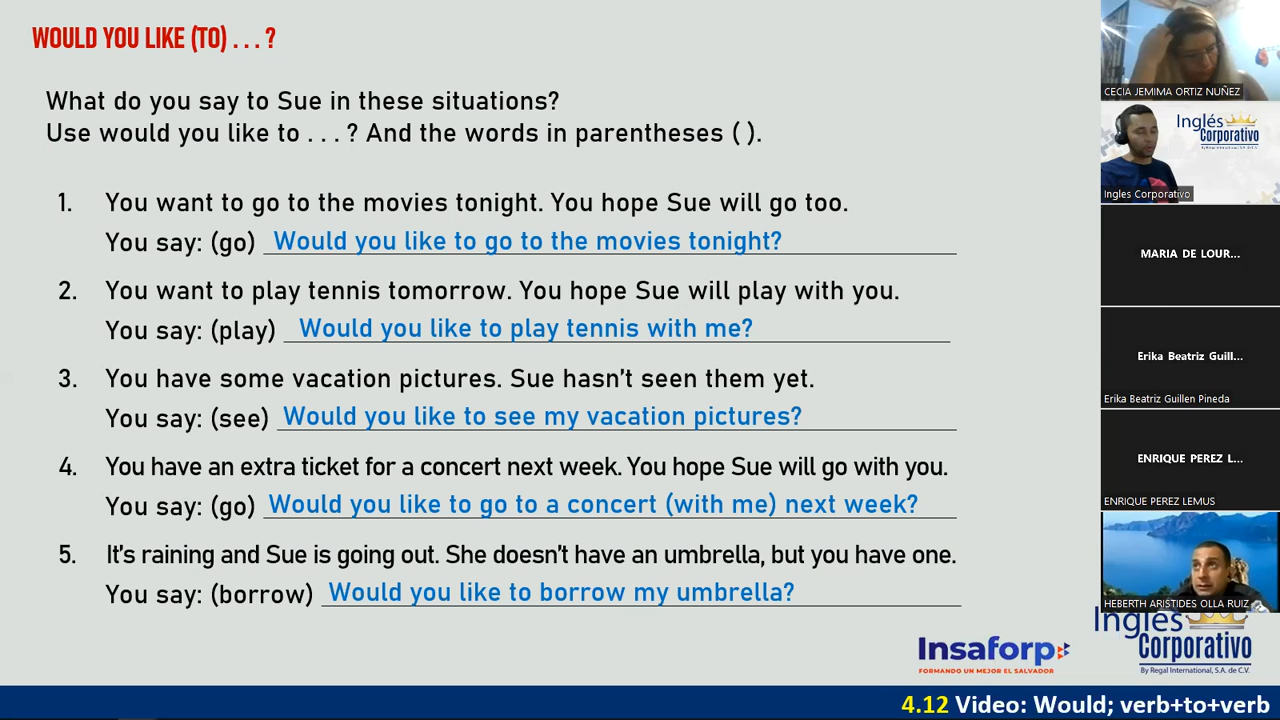 WOULD YOU LIKE (TO) . . . ?
What do you say to Sue in these situations?
Use would you like to . . . ? And the words in parentheses ( ).
1. You want to go to the movies tonight. You hope Sue will go too.
You say: (go) Would you like to go to the movies tonight?
2. You want to play tennis tomorrow. You hope Sue will play with you.
You say: (play) Would you like to play tennis with me?
3. You have some vacation pictures. Sue hasn't seen them yet.
You say: (see) Would you like to see my vacation pictures?
4. You have an extra ticket for a concert next week. You hope Sue will go with you.
You say: (go) Would you like to go to a concert (with me) next week?
5. It's raining and Sue is going out. She doesn't have an umbrella, but you have one.
You say: (borrow) Would you like to borrow my umbrella?
Insaforp
FORMANDO UN MEJOR EL SALVADOR
Inglés
Corporativo
By Regal International, S.A. de C.V.
4.12 Video: Would; verb+to+verb
CECIA JEMIMA ORTIZ NUÑEZ
Inglés
Corporativo
Ingles Corporativo
MARIA DE LOUR...
Erika Beatriz Guill...
Erika Beatriz Guillen Pineda
ENRIQUE PEREZ L...
ENRIQUE PEREZ LEMUS
HEBERTH ARISTIDES OLLA RUIZ